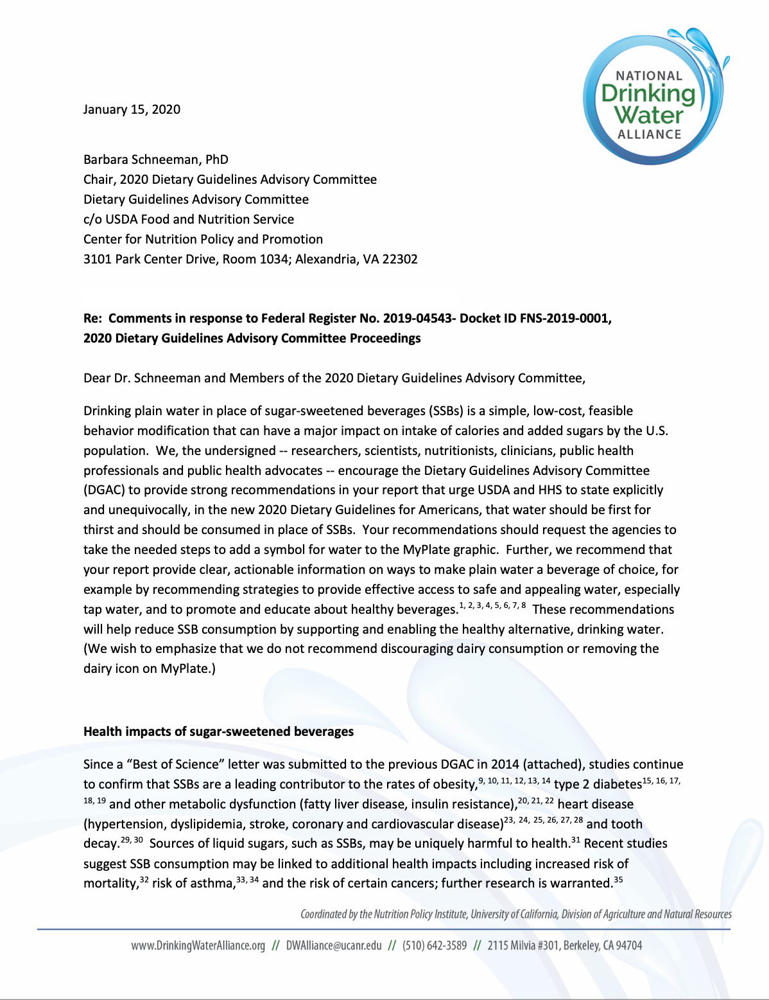 NATIONAL
Drinking
Water
ALLIANCE
January 15, 2020
Barbara Schneeman, PhD
Chair, 2020 Dietary Guidelines Advisory Committee
Dietary Guidelines Advisory Committee
c/o USDA Food and Nutrition Service
Center for Nutrition Policy and Promotion
3101 Park Center Drive, Room 1034; Alexandria, VA 22302
Re:  Comments in response to Federal Register No. 2019-04543- Docket ID FNS-2019-0001,
2020 Dietary Guidelines Advisory Committee Proceedings
Dear Dr. Schneeman and Members of the 2020 Dietary Guidelines Advisory Committee,
Drinking plain water in place of sugar-sweetened beverages (SSBs) is a simple, low-cost, feasible
behavior modification that can have a major impact on intake of calories and added sugars by the U.S.
population.  We, the undersigned -- researchers, scientists, nutritionists, clinicians, public health
professionals and public health advocates -- encourage the Dietary Guidelines Advisory Committee
(DGAC) to provide strong recommendations in your report that urge USDA and HHS to state explicitly
and unequivocally, in the new 2020 Dietary Guidelines for Americans, that water should be first for
thirst and should be consumed in place of SSBs.  Your recommendations should request the agencies to
take the needed steps to add a symbol for water to the MyPlate graphic.  Further, we recommend that
your report provide clear, actionable information on ways to make plain water a beverage of choice, for
example by recommending strategies to provide effective access to safe and appealing water, especially
tap water, and to promote and educate about healthy beverages.1, 2, 3, 4, 5, 6, 7, 8  These recommendations
will help reduce SSB consumption by supporting and enabling the healthy alternative, drinking water.
(We wish to emphasize that we do not recommend discouraging dairy consumption or removing the
dairy icon on MyPlate.)
Health impacts of sugar-sweetened beverages
Since a “Best of Science” letter was submitted to the previous DGAC in 2014 (attached), studies continue
to confirm that SSBs are a leading contributor to the rates of obesity,9, 10, 11, 12, 13, 14 type 2 diabetes15, 16, 17,
18, 19 and other metabolic dysfunction (fatty liver disease, insulin resistance),20, 21, 22 heart disease
(hypertension, dyslipidemia, stroke, coronary and cardiovascular disease)23, 24, 25, 26, 27, 28 and tooth
decay.29, 30  Sources of liquid sugars, such as SSBs, may be uniquely harmful to health.31 Recent studies
suggest SSB consumption may be linked to additional health impacts including increased risk of
mortality,32 risk of asthma,33, 34 and the risk of certain cancers; further research is warranted.35
Coordinated by the Nutrition Policy Institute, University of California, Division of Agriculture and Natural Resources
www.DrinkingWaterAlliance.org // DWAlliance@ucanr.edu // (510) 642-3589 // 2115 Milvia #301, Berkeley, CA 94704